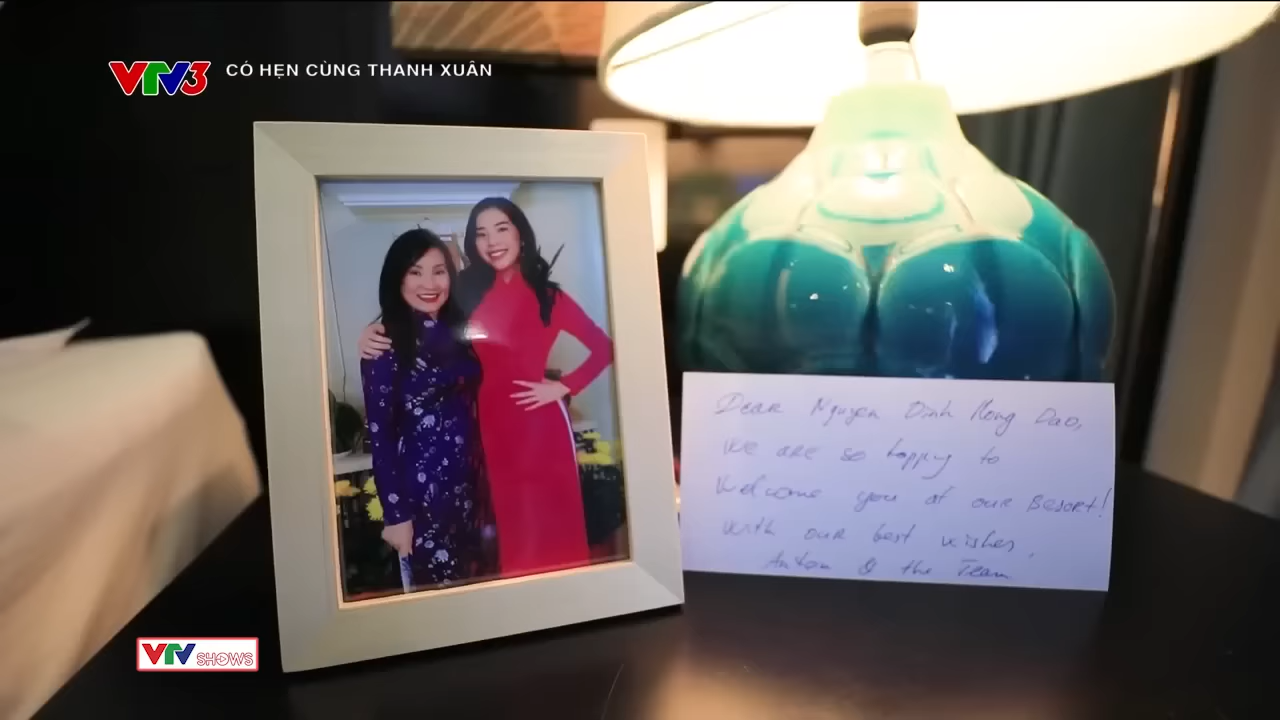 VTV3 CÓ HẸN CÙNG THANH XUÂN
Dear Nguyen Dinh Mong Dao,
We are so happy to
welcome you at our Resort!
With our best wishes,
Anton & the Team
VTV SHOWS